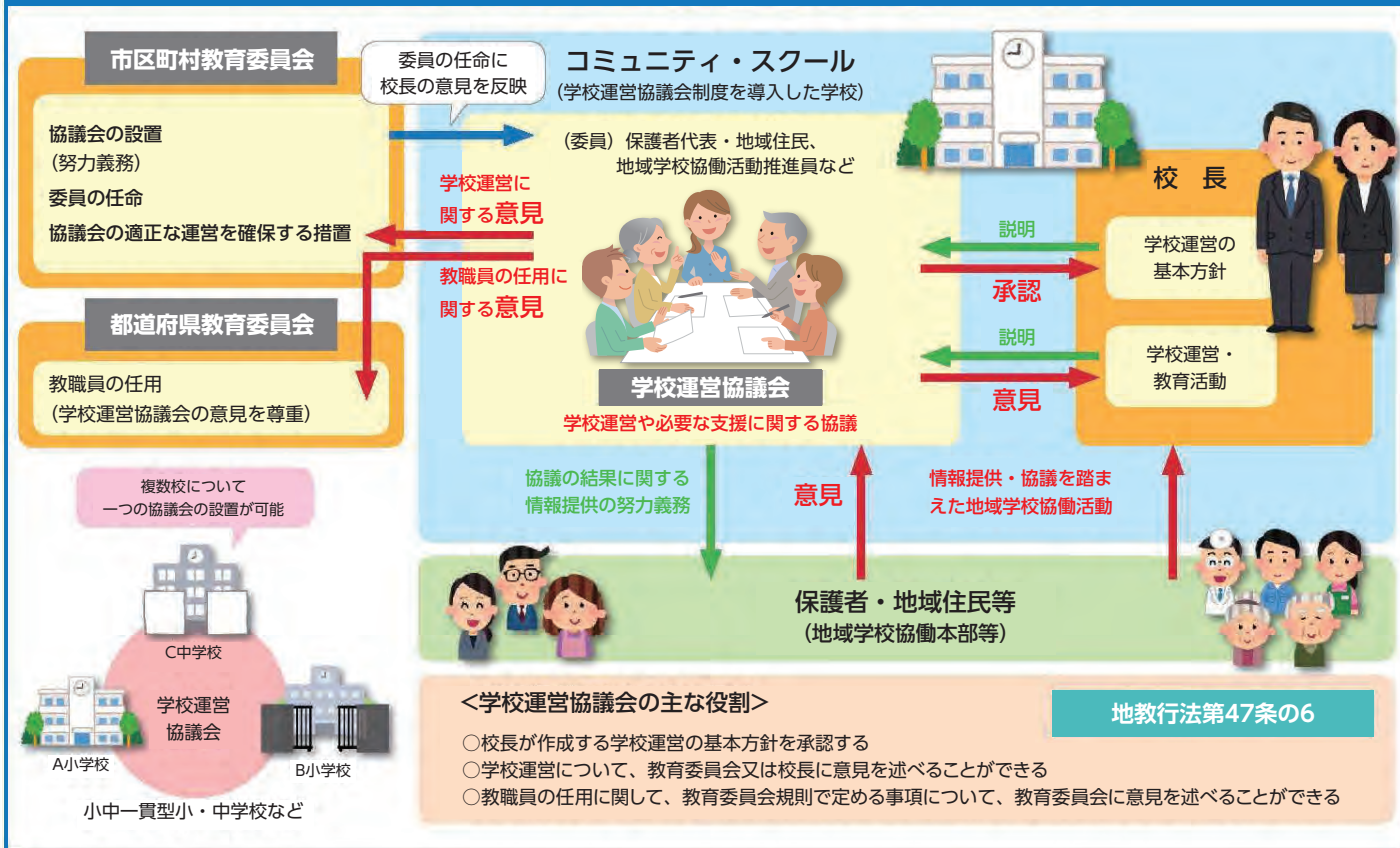 市区町村教育委員会
協議会の設置
(努力義務)
委員の任命
協議会の適正な運営を確保する措置
都道府県教育委員会
教職員の任用
(学校運営協議会の意見を尊重)
委員の任命に
校長の意見を反映
コミュニティ・スクール
(学校運営協議会制度を導入した学校)
(委員)保護者代表・地域住民、
地域学校協働活動推進員など
学校運営に
関する意見
教職員の任用に
関する意見
学校運営協議会
学校運営や必要な支援に関する協議
校 長
説明
承認
学校運営の
基本方針
説明
意見
学校運営・
教育活動
協議の結果に関する
情報提供の努力義務
意見
情報提供・協議を踏ま
えた地域学校協働活動
保護者・地域住民等
(地域学校協働本部等)
複数校について
一つの協議会の設置が可能
C中学校
学校運営
協議会
A小学校
B小学校
小中一貫型小・中学校など
<学校運営協議会の主な役割>
地教行法第47条の6
○校長が作成する学校運営の基本方針を承認する
○学校運営について、教育委員会又は校長に意見を述べることができる
○教職員の任用に関して、教育委員会規則で定める事項について、教育委員会に意見を述べることができる